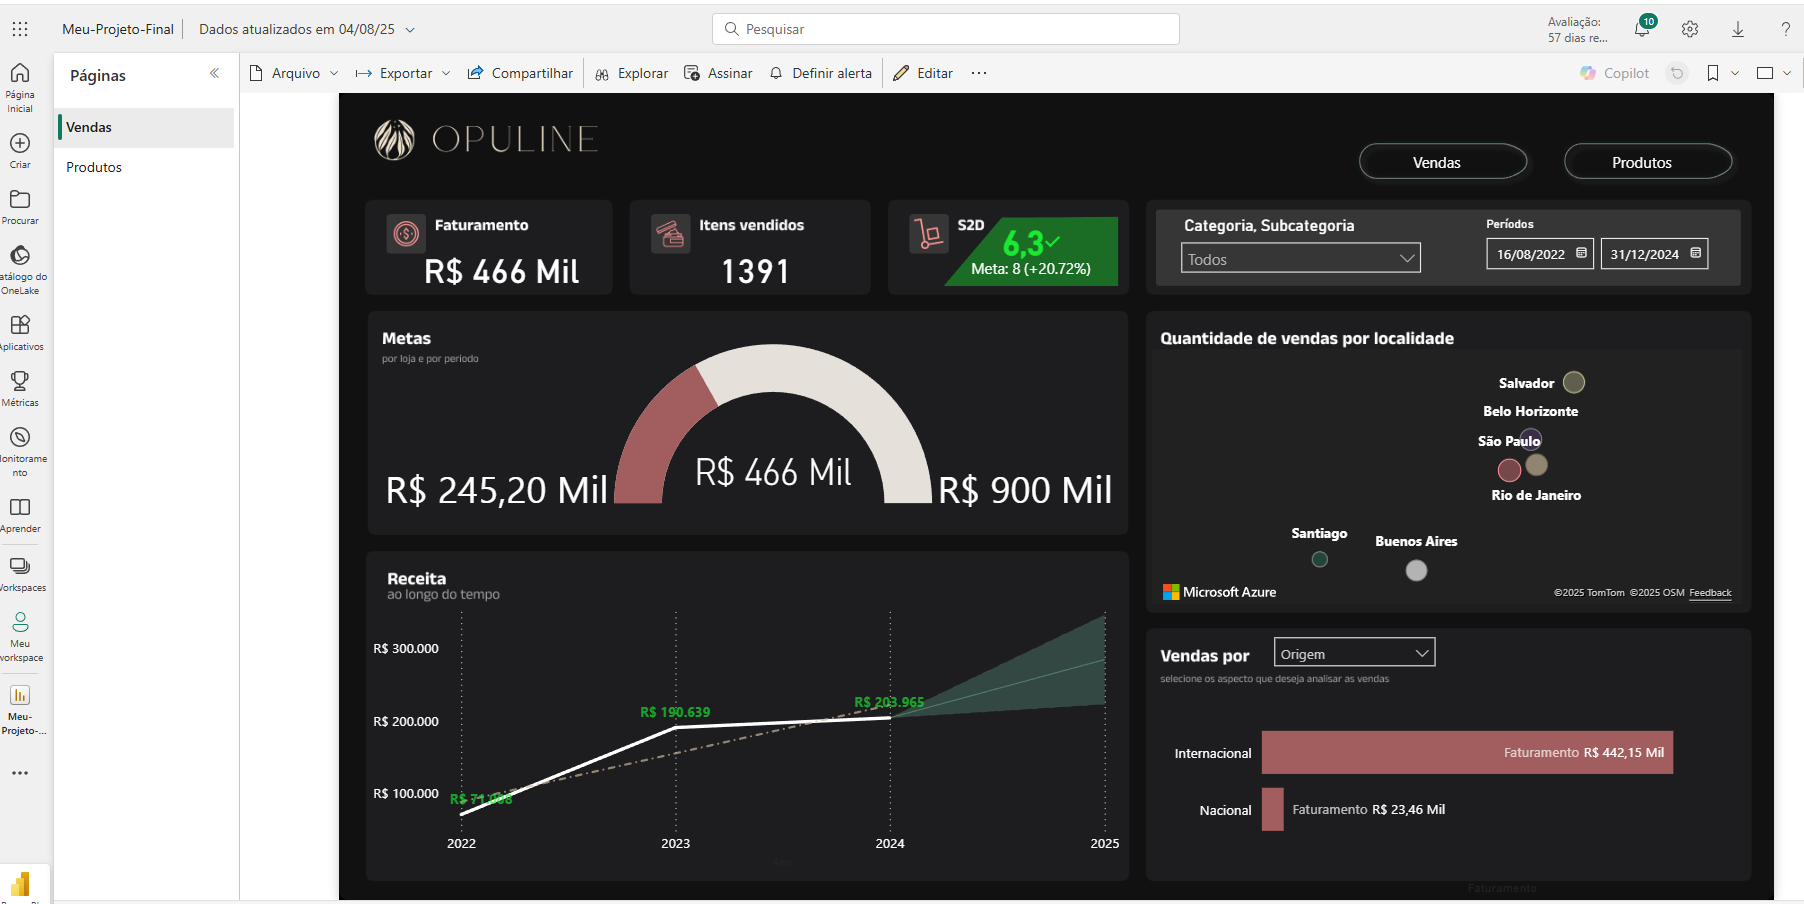 Meu-Projeto-Final
Dados atualizados em 04/08/25
Pesquisar
Avaliação:
57 dias re...
10
?
Página
Inicial
Criar
Procurar
atálogo do
OneLake
Aplicativos
Métricas
onitorame
nto
Aprender
Vorkspaces
Meu
workspace
Meu-
Projeto-...
Páginas
Vendas
Produtos
Arquivo
Exportar
Compartilhar
Explorar
Assinar
Definir alerta
Editar
Copilot
OPULINE
Vendas
Produtos
Faturamento
R$ 466 Mil
Itens vendidos
1391
S2D
6,3
Meta: 8 (+20.72%)
Categoria, Subcategoria
Todos
Períodos
16/08/2022
31/12/2024
Metas
por loja e por período
R$ 245,20 Mil
R$ 466 Mil
R$ 900 Mil
Quantidade de vendas por localidade
Salvador
Belo Horizonte
São Paulo
Rio de Janeiro
Santiago
Buenos Aires
Microsoft Azure
©2025 TomTom ©2025 OSM Feedback
Receita
ao longo do tempo
R$ 300.000
R$ 200.000
R$ 100.000
R$ 190.639
R$ 203.965
2022
2023
2024
2025
Ano
Vendas por
Origem
selecione os aspecto que deseja analisar as vendas
Internacional
Faturamento R$ 442,15 Mil
Nacional
Faturamento R$ 23,46 Mil
Faturamento